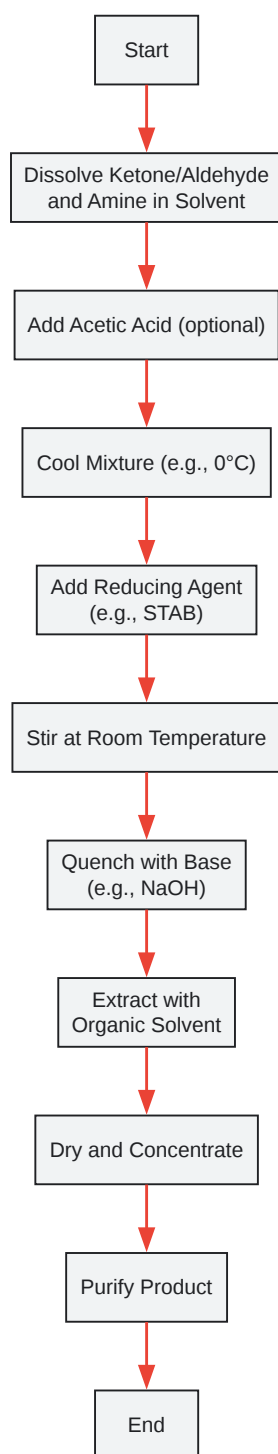 Start
Dissolve Ketone/Aldehyde
and Amine in Solvent
Add Acetic Acid (optional)
Cool Mixture (e.g., 0°C)
Add Reducing Agent
(e.g., STAB)
Stir at Room Temperature
Quench with Base
(e.g., NaOH)
Extract with
Organic Solvent
Dry and Concentrate
Purify Product
End